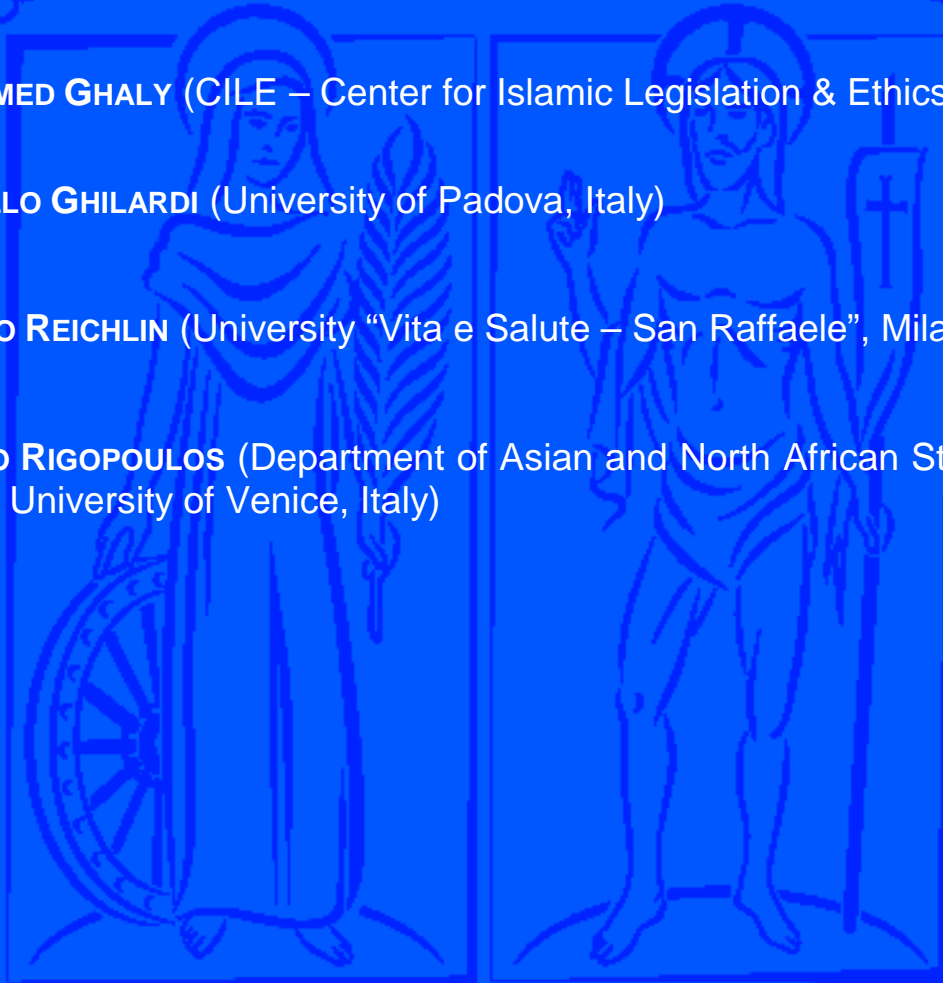 MED GHALY (CILE – Center for Islamic Legislation & Ethics
LO GHILARDI (University of Padova, Italy)
O REICHLIN (University “Vita e Salute – San Raffaele”, Mila
O RIGOPOULOS (Department of Asian and North African St
University of Venice, Italy)